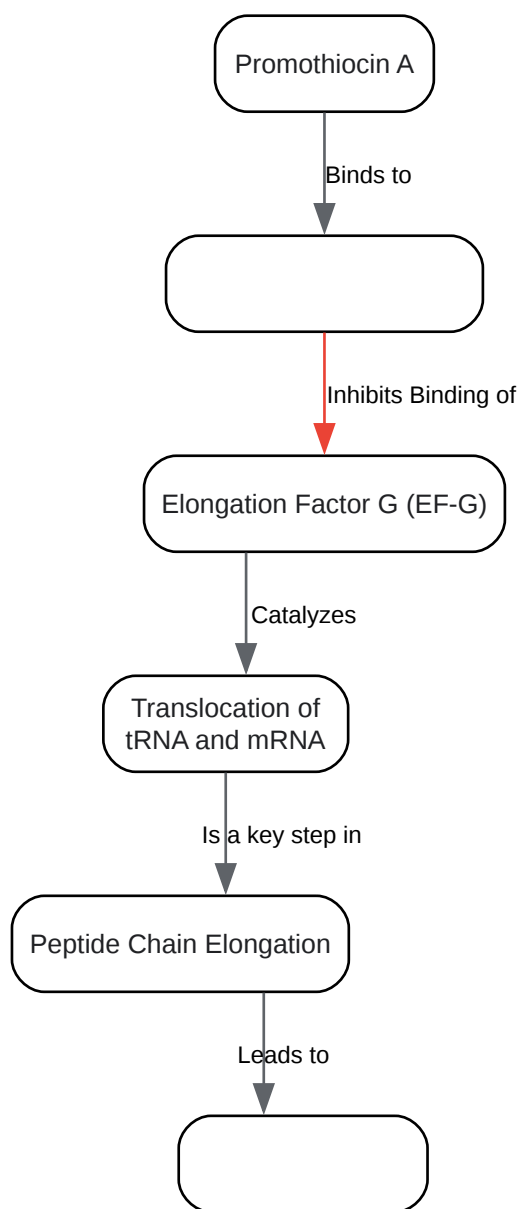 Promothiocin A
Binds to
Inhibits Binding of
Elongation Factor G (EF-G)
Catalyzes
Translocation of
tRNA and mRNA
Is a key step in
Peptide Chain Elongation
Leads to